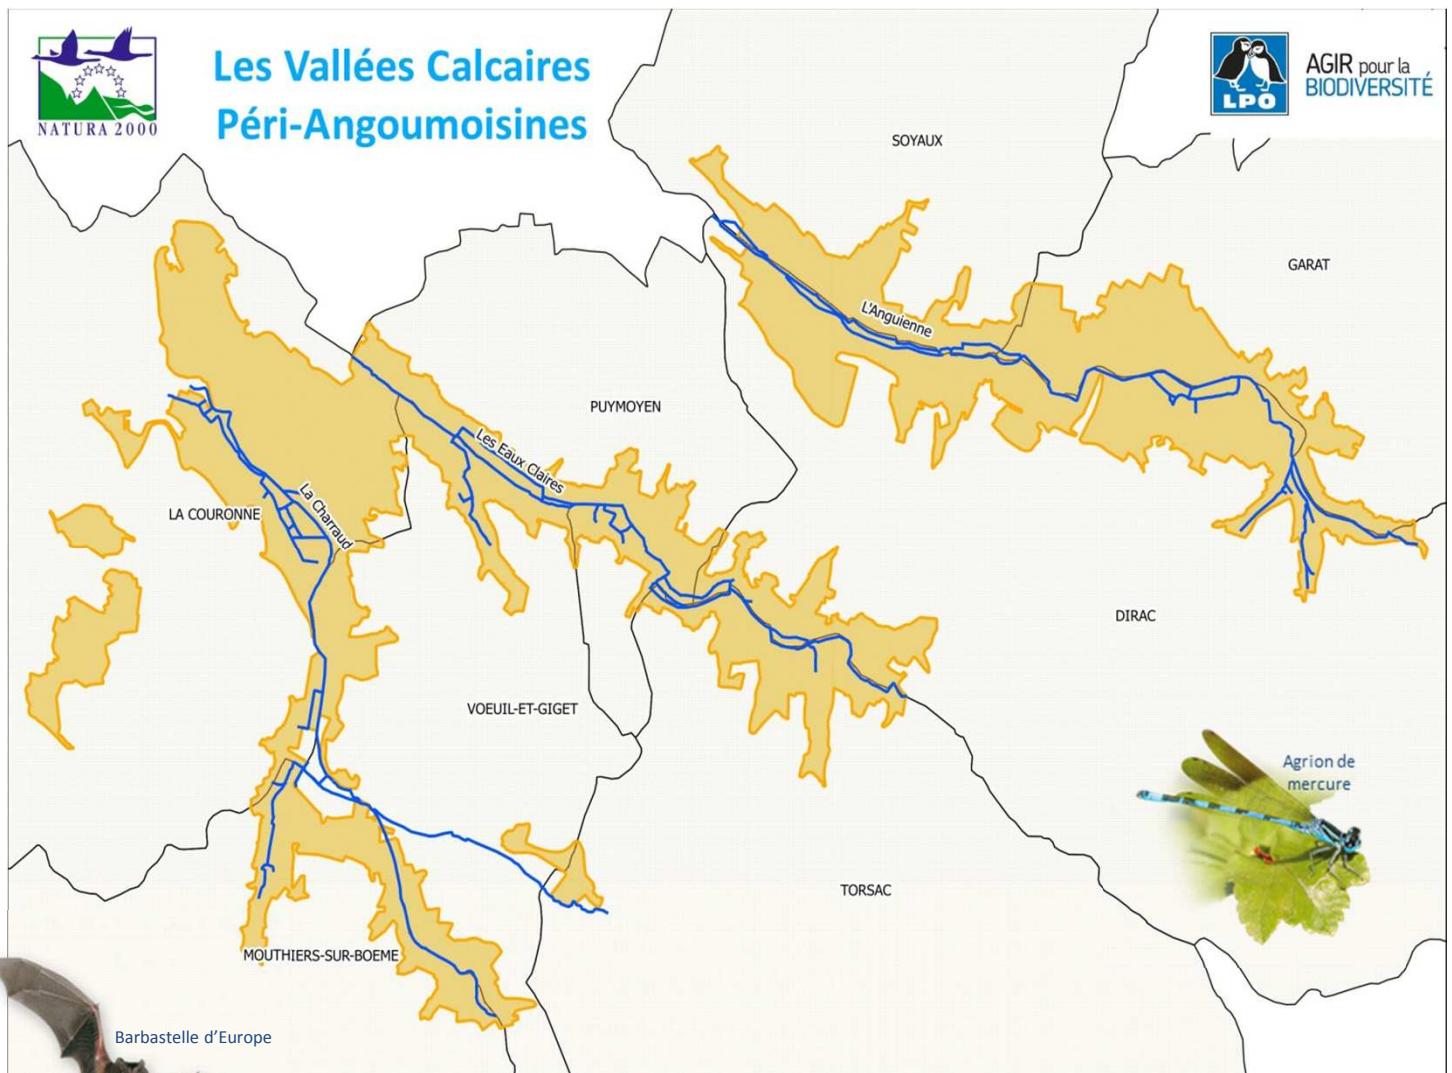 NATURA 2000
Les Vallées Calcaires
Péri-Angoumoisines
LPO
AGIR pour la
BIODIVERSITÉ
SOYAUX
GARAT
L'Anguienne
PUYMOYEN
Les Eaux Claires
LA COURONNE
La Charraud
DIRAC
VOEUIL-ET-GIGET
Agrion de
mercure
TORSAC
MOUTHIERS-SUR-BOEME
Barbastelle d'Europe